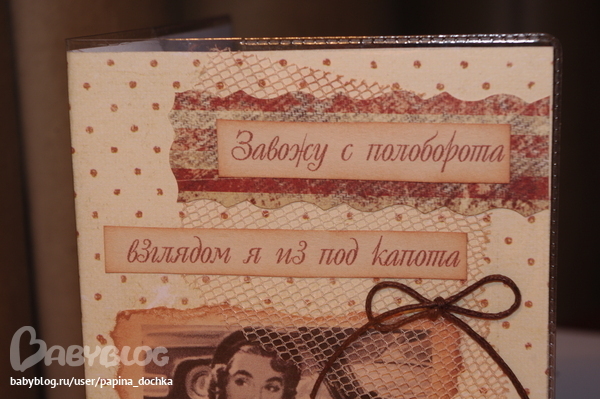 Завожу с полоборота
взглядом я из под капота
BABYBLOG
babyblog.ru/user/papina_dochka